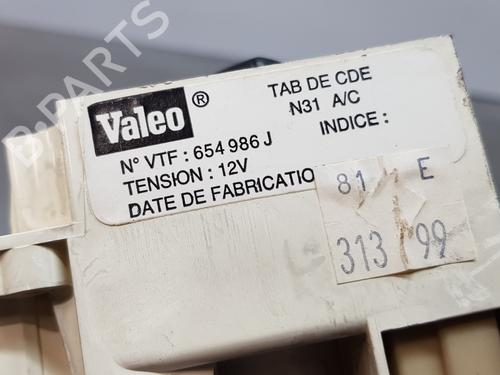 Valeo ®
TAB DE CDE
N31 A/C
INDICE :
N° VTF : 654 986 J
TENSION : 12V
DATE DE FABRICATIO
81 E
313 99
B-PARTS